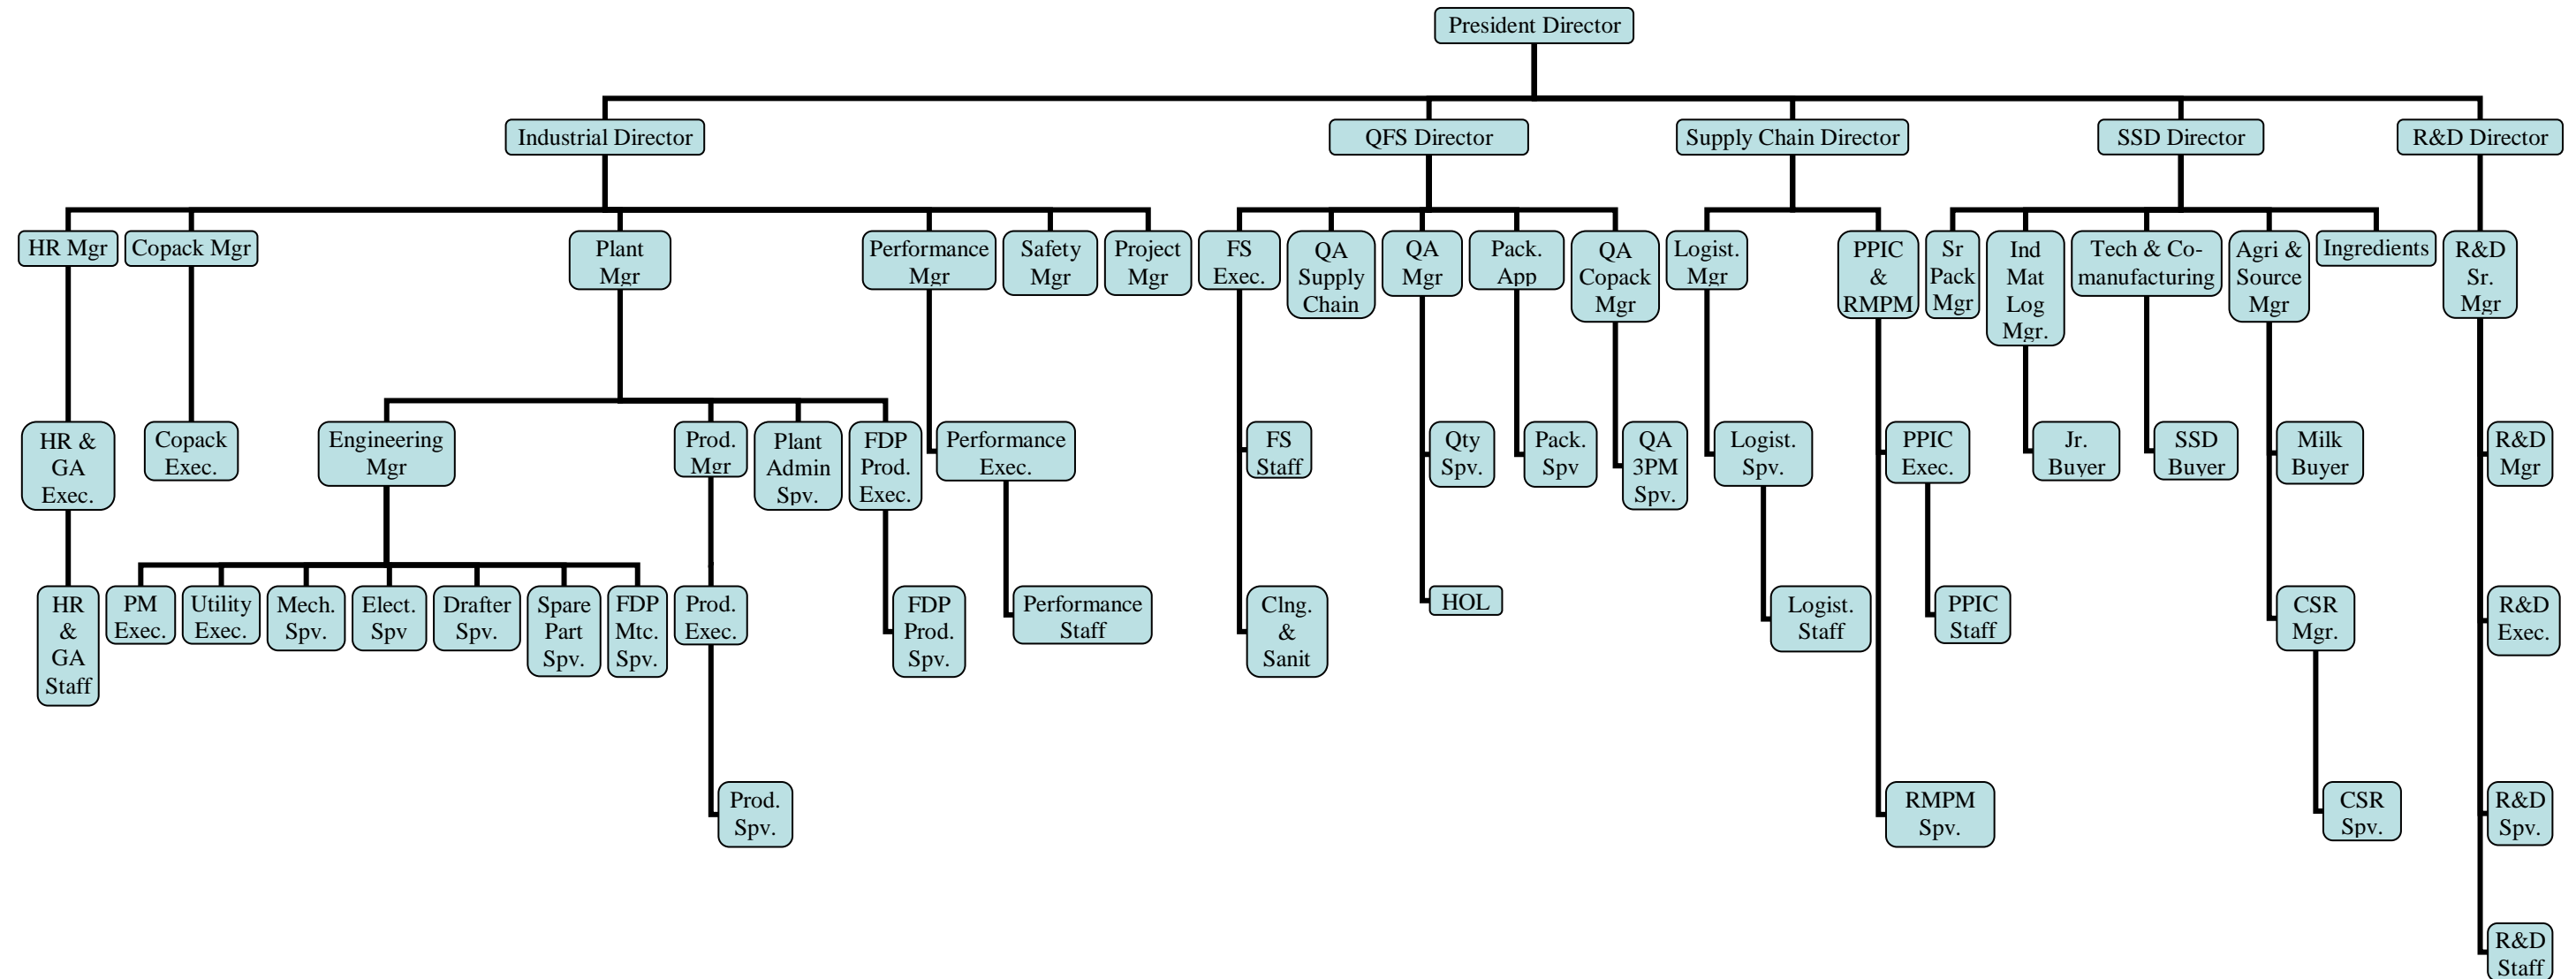 President Director
Industrial Director
QFS Director
Supply Chain Director
SSD Director
R&D Director
HR Mgr
Copack Mgr
Plant
Mgr
Performance
Mgr
Safety
Mgr
Project
Mgr
FS
Exec.
QA
Supply
Chain
QA
Mgr
Pack.
App
QA
Copack
Mgr
Logist.
Mgr
PPIC
&
RMPM
Sr
Pack
Mgr
Ind
Mat
Log
Mgr.
Tech & Co-
manufacturing
Agri &
Source
Mgr
Ingredients
R&D
Sr.
Mgr
HR &
GA
Exec.
Copack
Exec.
Engineering
Mgr
Prod.
Mgr
Plant
Admin
Spv.
FDP
Prod.
Exec.
Performance
Exec.
FS
Staff
Qty
Spv.
Pack.
Spv
QA
3PM
Spv.
Logist.
Spv.
PPIC
Exec.
Jr.
Buyer
SSD
Buyer
Milk
Buyer
R&D
Mgr
HR
&
GA
Staff
PM
Exec.
Utility
Exec.
Mech.
Spv.
Elect.
Spv
Drafter
Spv.
Spare
Part
Spv.
FDP
Mtc.
Spv.
Prod.
Exec.
FDP
Prod.
Spv.
Performance
Staff
Clng.
&
Sanit
HOL
Logist.
Staff
PPIC
Staff
CSR
Mgr.
R&D
Exec.
Prod.
Spv.
RMPM
Spv.
CSR
Spv.
R&D
Spv.
R&D
Staff